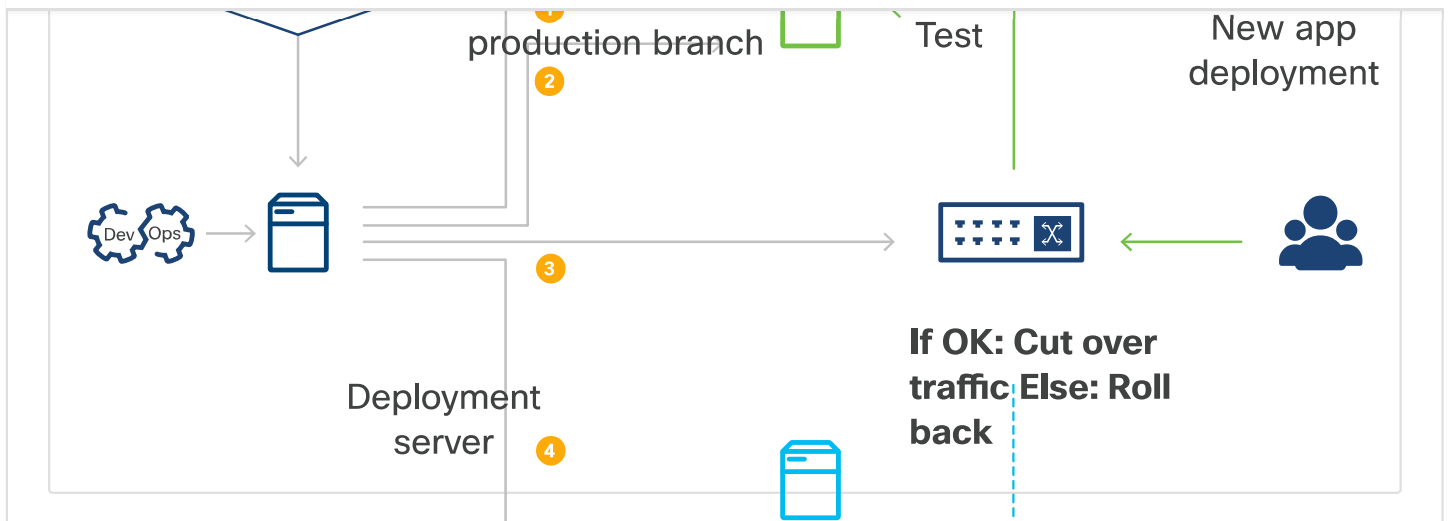 1
production branch
Test
New app
deployment
2
Dev Ops
3
If OK: Cut over
traffic Else: Roll
back
Deployment
server
4